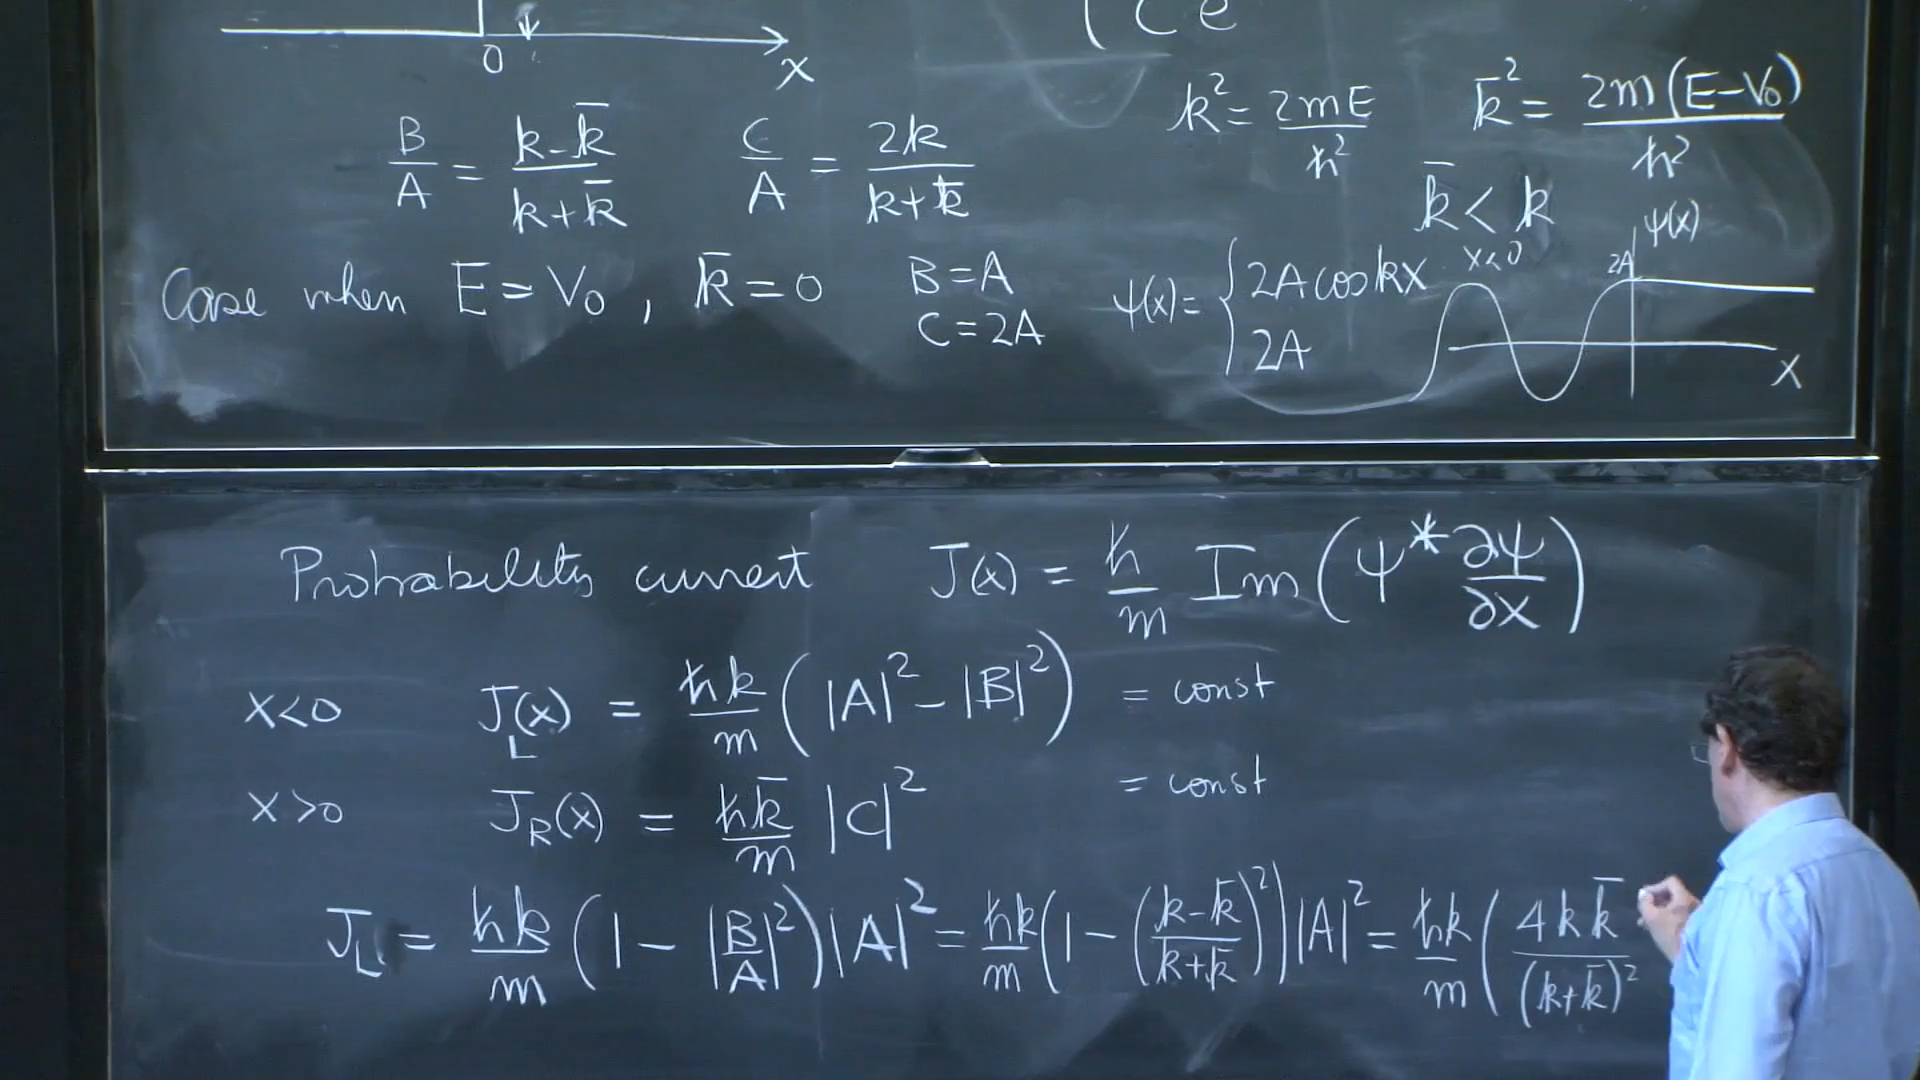 ( C e
0 x
k² = 2mE / ħ² k̄² = 2m(E-V₀) / ħ²
B/A = (k-k̄)/(k+k̄) C/A = 2k/(k+k̄)
k̄ < k
Case when E = V₀, k̄ = 0 B = A
C = 2A
ψ(x) = { 2A cos kx x<0
2A
2A ψ(x)
x
Probability current J(x) = ħ/m Im(ψ* ∂ψ/∂x)
x<0 J_L(x) = ħk/m (|A|² - |B|²) = const
x>0 J_R(x) = ħk̄/m |C|² = const
J_L = ħk/m (1 - |B/A|²)|A|² = ħk/m (1 - ((k-k̄)/(k+k̄))²)|A|² = ħk/m (4kk̄/(k+k̄)²